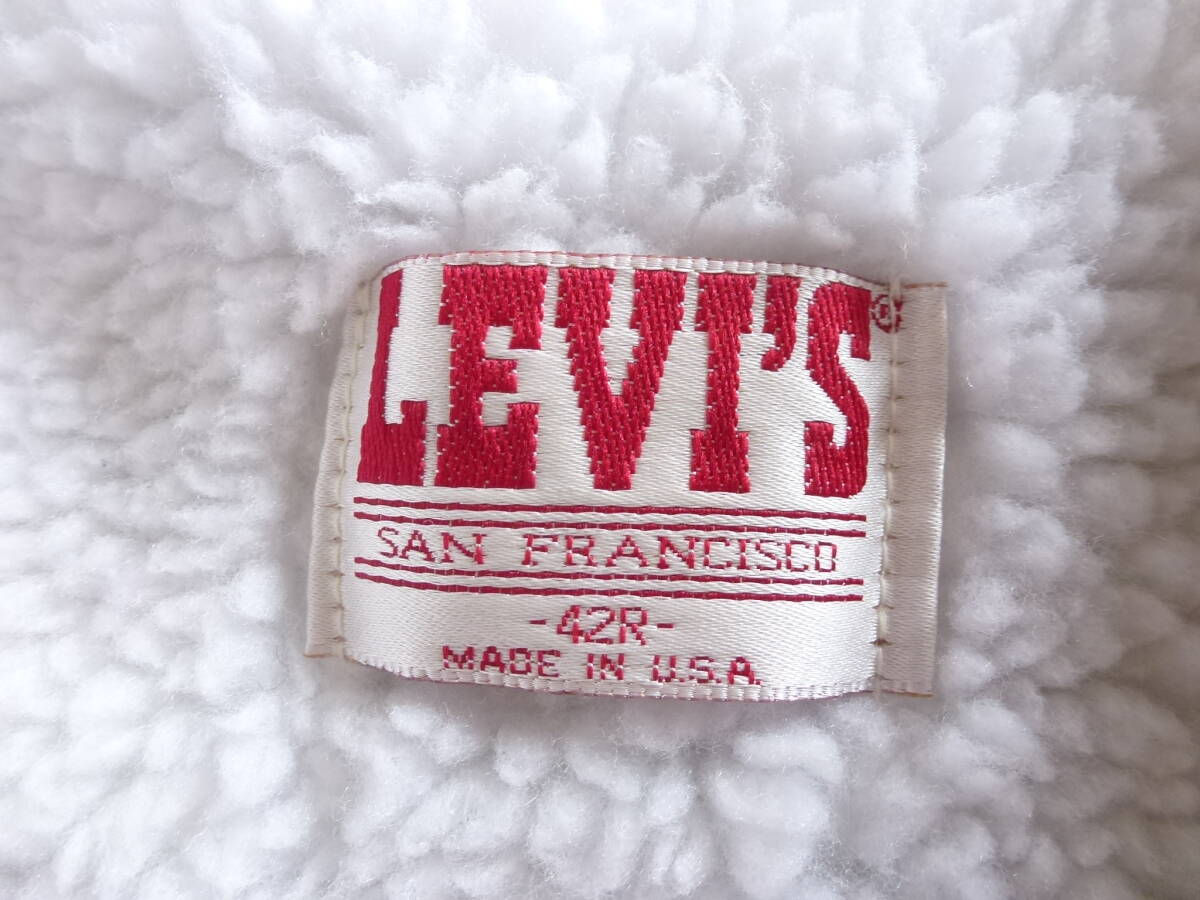 LEVI'S®
SAN FRANCISCO
-42R-
MADE IN U.S.A.